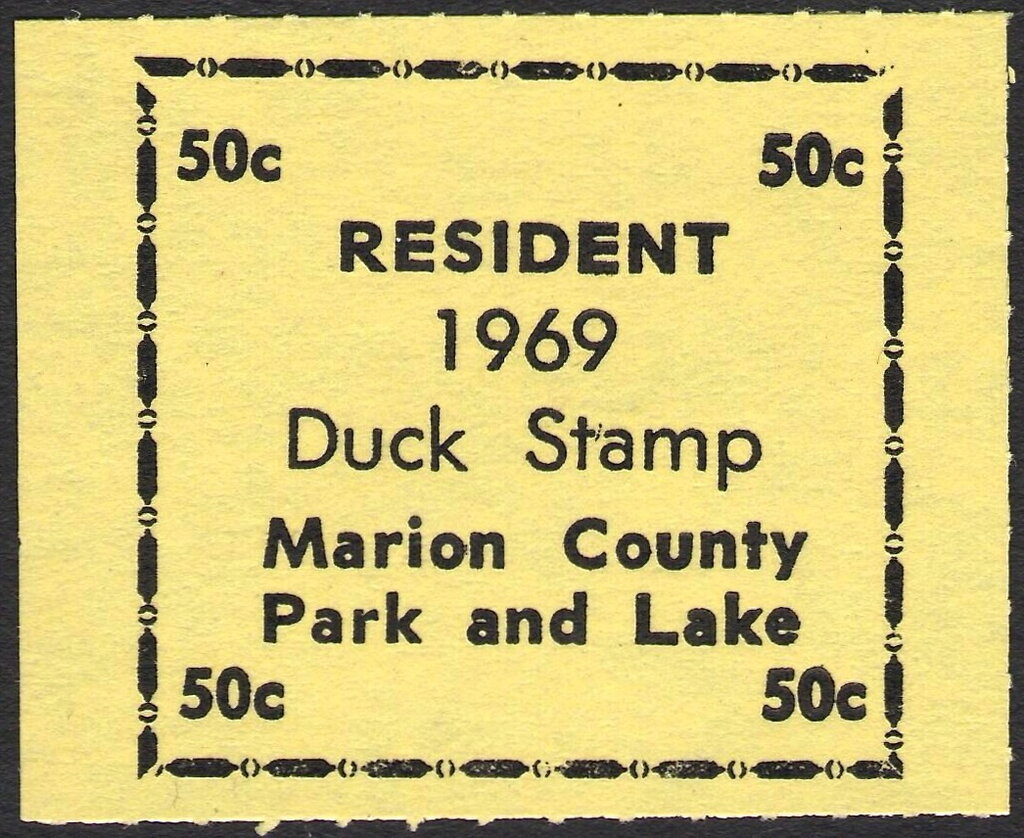 50c 50c
RESIDENT
1969
Duck Stamp
Marion County
Park and Lake
50c 50c